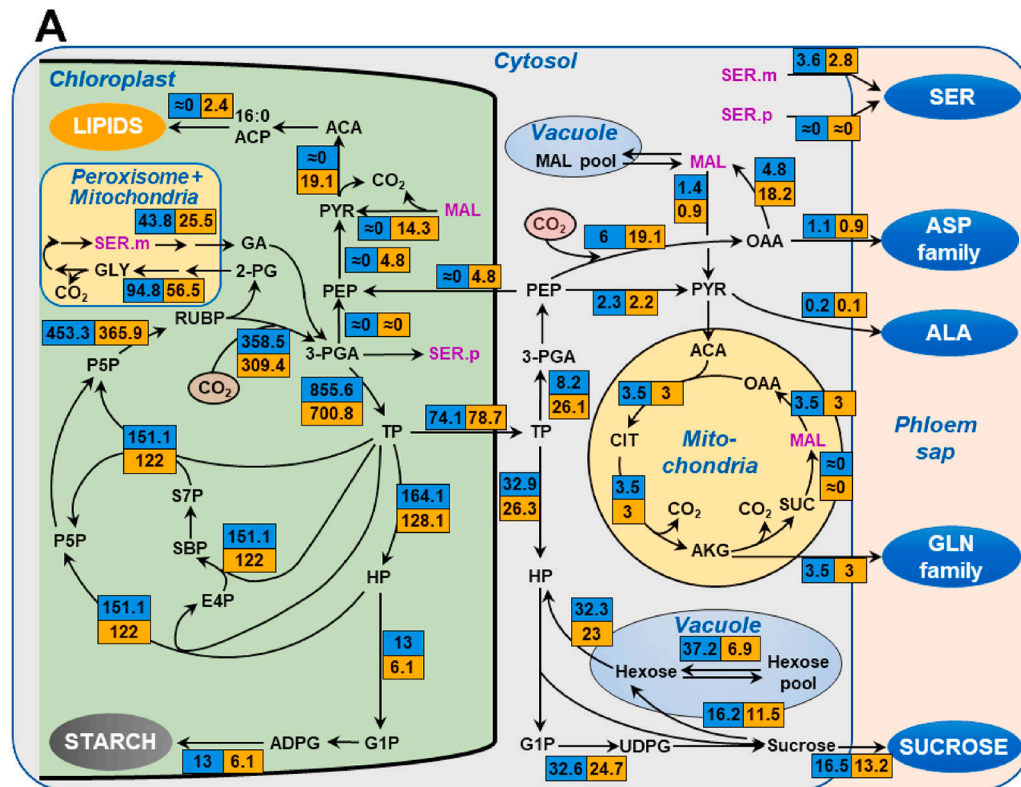 A
Chloroplast
Cytosol
SER.m
3.6 2.8
SER
SER.p
≈0 ≈0
≈0 2.4
LIPIDS
16:0
ACP
ACA
Vacuole
MAL pool
MAL
4.8
18.2
≈0
19.1
CO2
1.4
0.9
Peroxisome+
Mitochondria
43.8 25.5
SER.m
GA
PYR
MAL
≈0 14.3
CO2
6 19.1
OAA
1.1 0.9
ASP
family
GLY
2-PG
≈0 4.8
≈0 4.8
CO2
94.8 56.5
PEP
PEP
2.3 2.2
PYR
0.2 0.1
ALA
RUBP
453.3 365.9
358.5
309.4
≈0 ≈0
3-PGA
SER.p
3-PGA
ACA
P5P
CO2
855.6
700.8
8.2
26.1
OAA
3.5 3
3.5 3
TP
74.1 78.7
TP
CIT
Mito-
chondria
MAL
Phloem
sap
151.1
122
≈0
≈0
S7P
164.1
128.1
32.9
26.3
3.5
3
CO2
CO2
SUC
P5P
SBP
151.1
122
AKG
GLN
family
3.5 3
HP
HP
E4P
151.1
122
32.3
23
13
6.1
Vacuole
37.2 6.9
Hexose
Hexose
pool
16.2 11.5
STARCH
ADPG
G1P
G1P
UDPG
Sucrose
SUCROSE
13 6.1
32.6 24.7
16.5 13.2